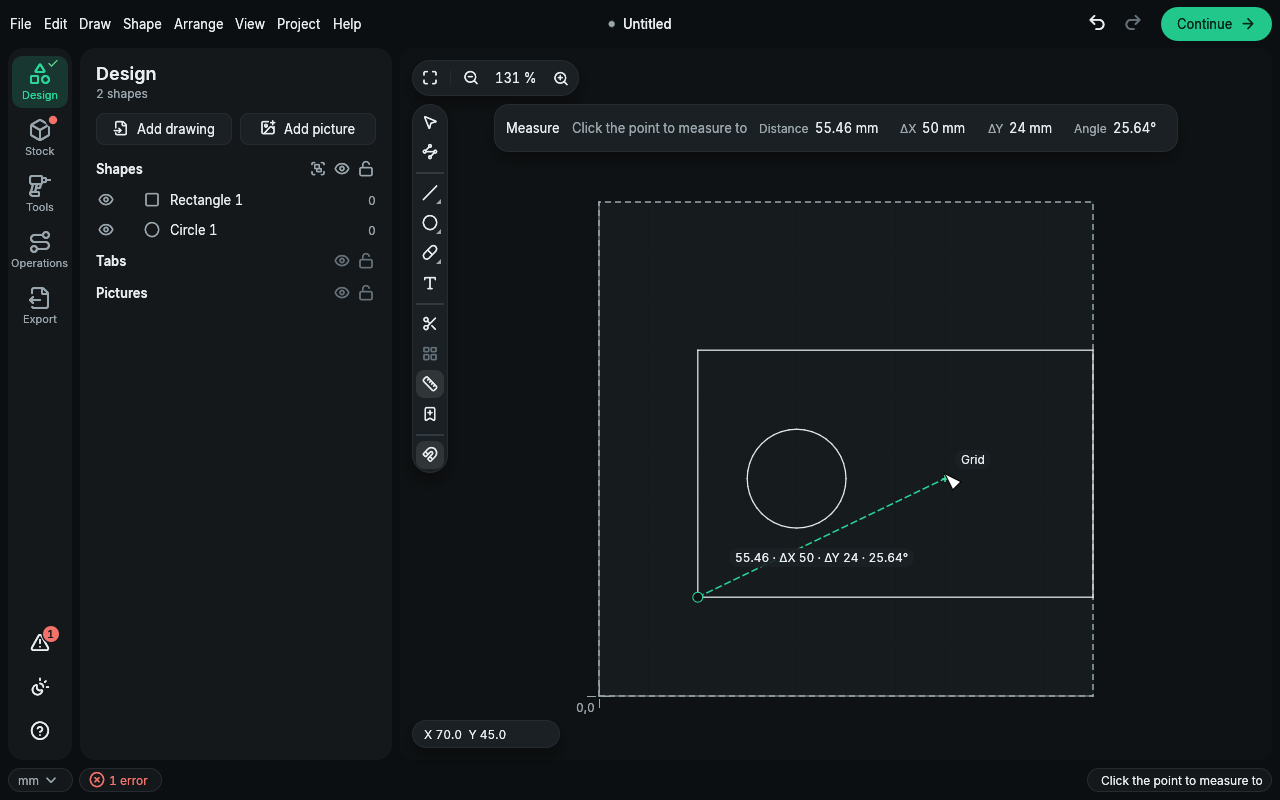 File Edit Draw Shape Arrange View Project Help
Untitled
Continue
Design
Stock
Tools
Operations
Export
1
Design
2 shapes
Add drawing
Add picture
Shapes
Rectangle 1 0
Circle 1 0
Tabs
Pictures
131 %
Measure Click the point to measure to Distance 55.46 mm ΔX 50 mm ΔY 24 mm Angle 25.64°
Grid
55.46 · ΔX 50 · ΔY 24 · 25.64°
0,0
X 70.0 Y 45.0
mm
1 error
Click the point to measure to